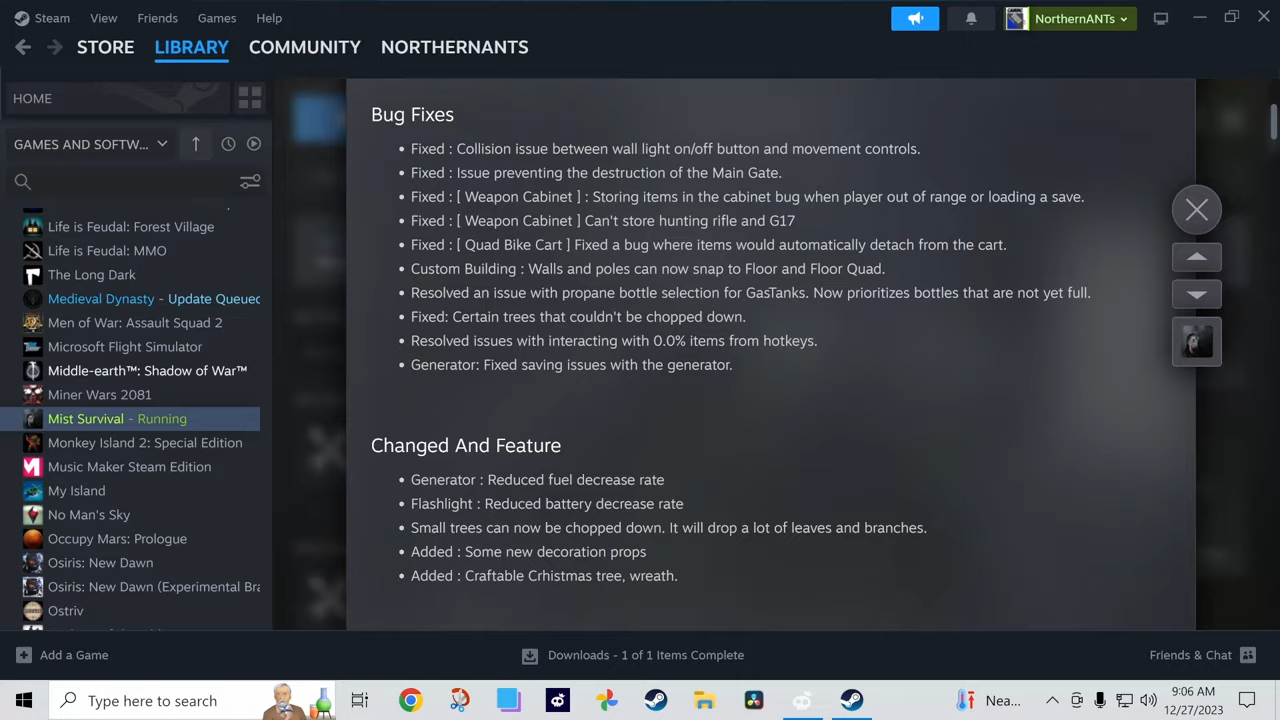 Steam View Friends Games Help NorthernANTs
STORE LIBRARY COMMUNITY NORTHERNANTS
HOME
GAMES AND SOFTW...
Life is Feudal: Forest Village
Life is Feudal: MMO
The Long Dark
Medieval Dynasty - Update Queued
Men of War: Assault Squad 2
Microsoft Flight Simulator
Middle-earth™: Shadow of War™
Miner Wars 2081
Mist Survival - Running
Monkey Island 2: Special Edition
Music Maker Steam Edition
My Island
No Man's Sky
Occupy Mars: Prologue
Osiris: New Dawn
Osiris: New Dawn (Experimental Bra
Ostriv
Bug Fixes
• Fixed : Collision issue between wall light on/off button and movement controls.
• Fixed : Issue preventing the destruction of the Main Gate.
• Fixed : [ Weapon Cabinet ] : Storing items in the cabinet bug when player out of range or loading a save.
• Fixed : [ Weapon Cabinet ] Can't store hunting rifle and G17
• Fixed : [ Quad Bike Cart ] Fixed a bug where items would automatically detach from the cart.
• Custom Building : Walls and poles can now snap to Floor and Floor Quad.
• Resolved an issue with propane bottle selection for GasTanks. Now prioritizes bottles that are not yet full.
• Fixed: Certain trees that couldn't be chopped down.
• Resolved issues with interacting with 0.0% items from hotkeys.
• Generator: Fixed saving issues with the generator.
Changed And Feature
• Generator : Reduced fuel decrease rate
• Flashlight : Reduced battery decrease rate
• Small trees can now be chopped down. It will drop a lot of leaves and branches.
• Added : Some new decoration props
• Added : Craftable Crhistmas tree, wreath.
Add a Game
Downloads - 1 of 1 Items Complete
Friends & Chat
Type here to search
Nea...
9:06 AM
12/27/2023